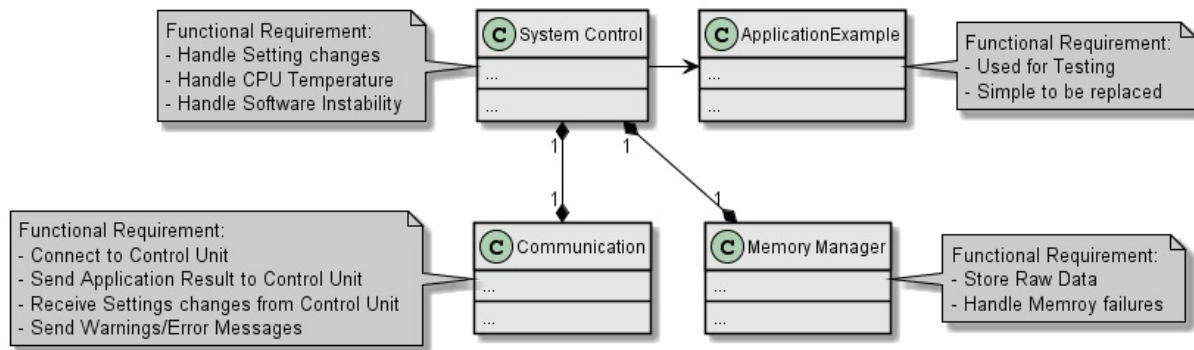 Functional Requirement:
- Handle Setting changes
- Handle CPU Temperature
- Handle Software Instability
C System Control
...
...
C ApplicationExample
...
...
Functional Requirement:
- Used for Testing
- Simple to be replaced
1
1
1
1
Functional Requirement:
- Connect to Control Unit
- Send Application Result to Control Unit
- Receive Settings changes from Control Unit
- Send Warnings/Error Messages
C Communication
...
...
C Memory Manager
...
...
Functional Requirement:
- Store Raw Data
- Handle Memroy failures